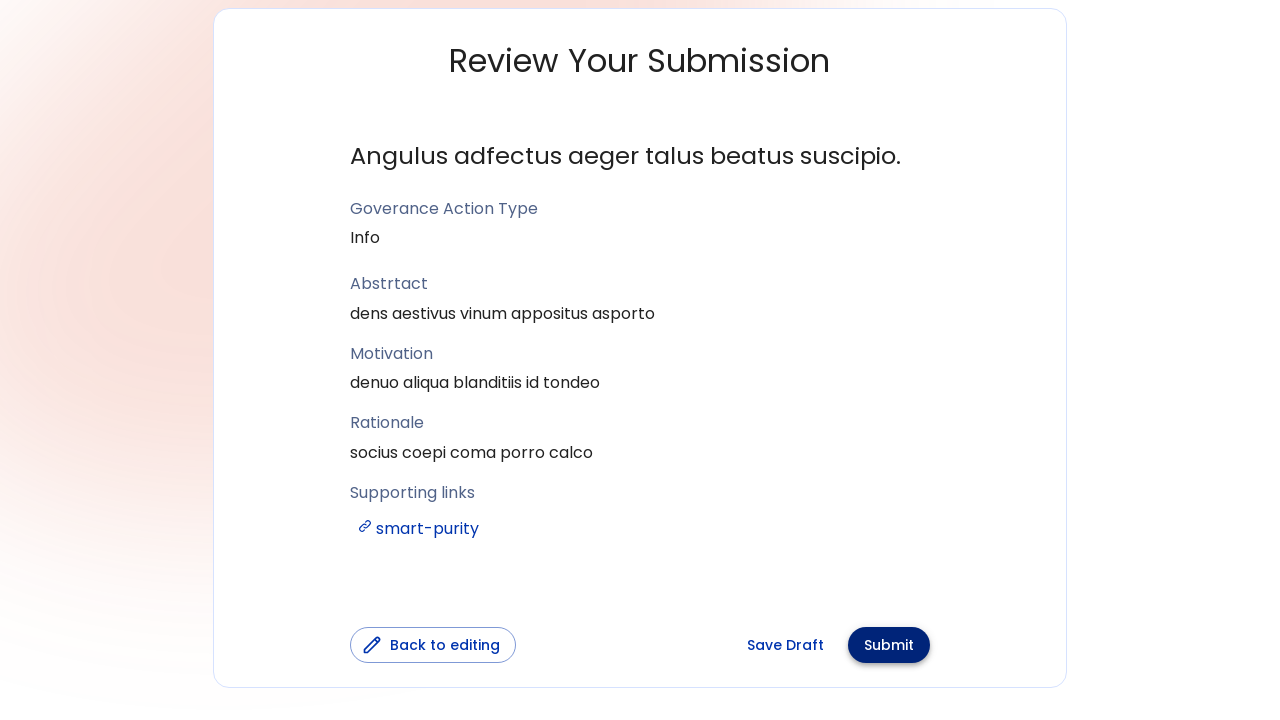 Review Your Submission
Angulus adfectus aeger talus beatus suscipio.
Goverance Action Type
Info
Abstrtact
dens aestivus vinum appositus asporto
Motivation
denuo aliqua blanditiis id tondeo
Rationale
socius coepi coma porro calco
Supporting links
smart-purity
Back to editing
Save Draft
Submit